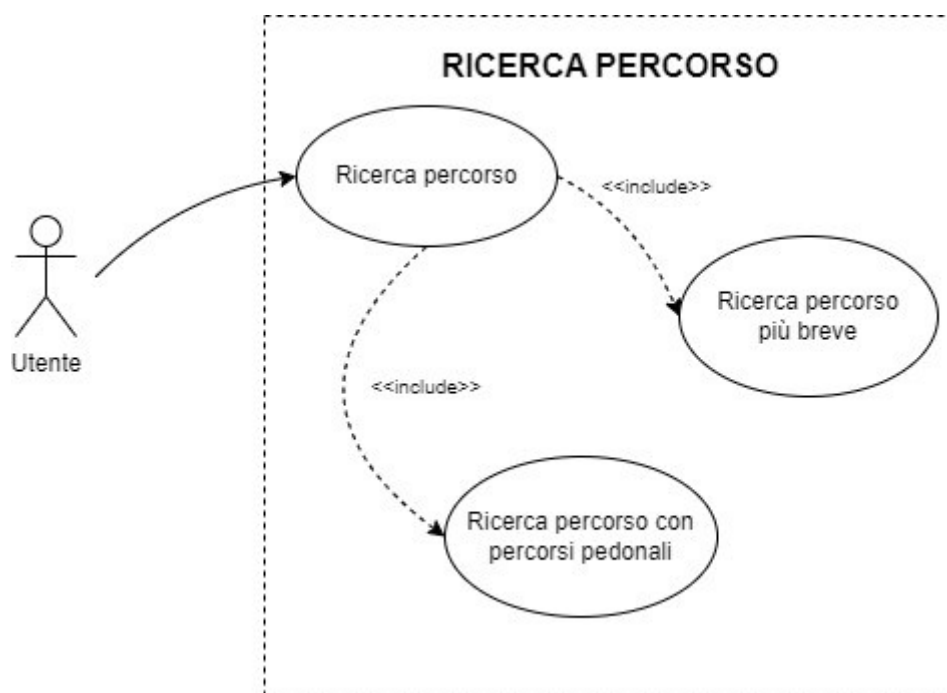 RICERCA PERCORSO
Ricerca percorso
<<include>>
Ricerca percorso
più breve
Utente
<<include>>
Ricerca percorso con
percorsi pedonali